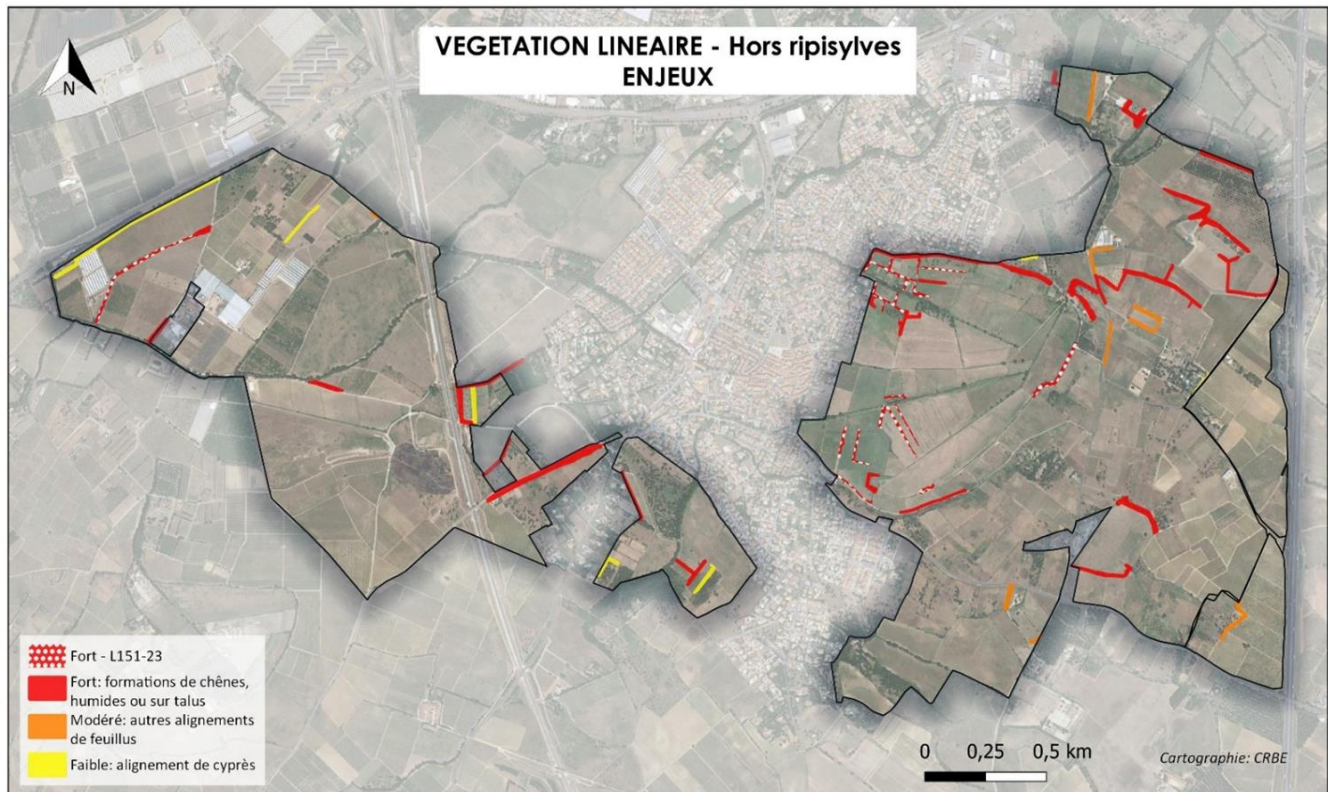 VEGETATION LINEAIRE - Hors ripisylves
ENJEUX
N
Fort - L151-23
Fort: formations de chênes,
humides ou sur talus
Modéré: autres alignements
de feuillus
Faible: alignement de cyprès
0 0,25 0,5 km
Cartographie: CRBE